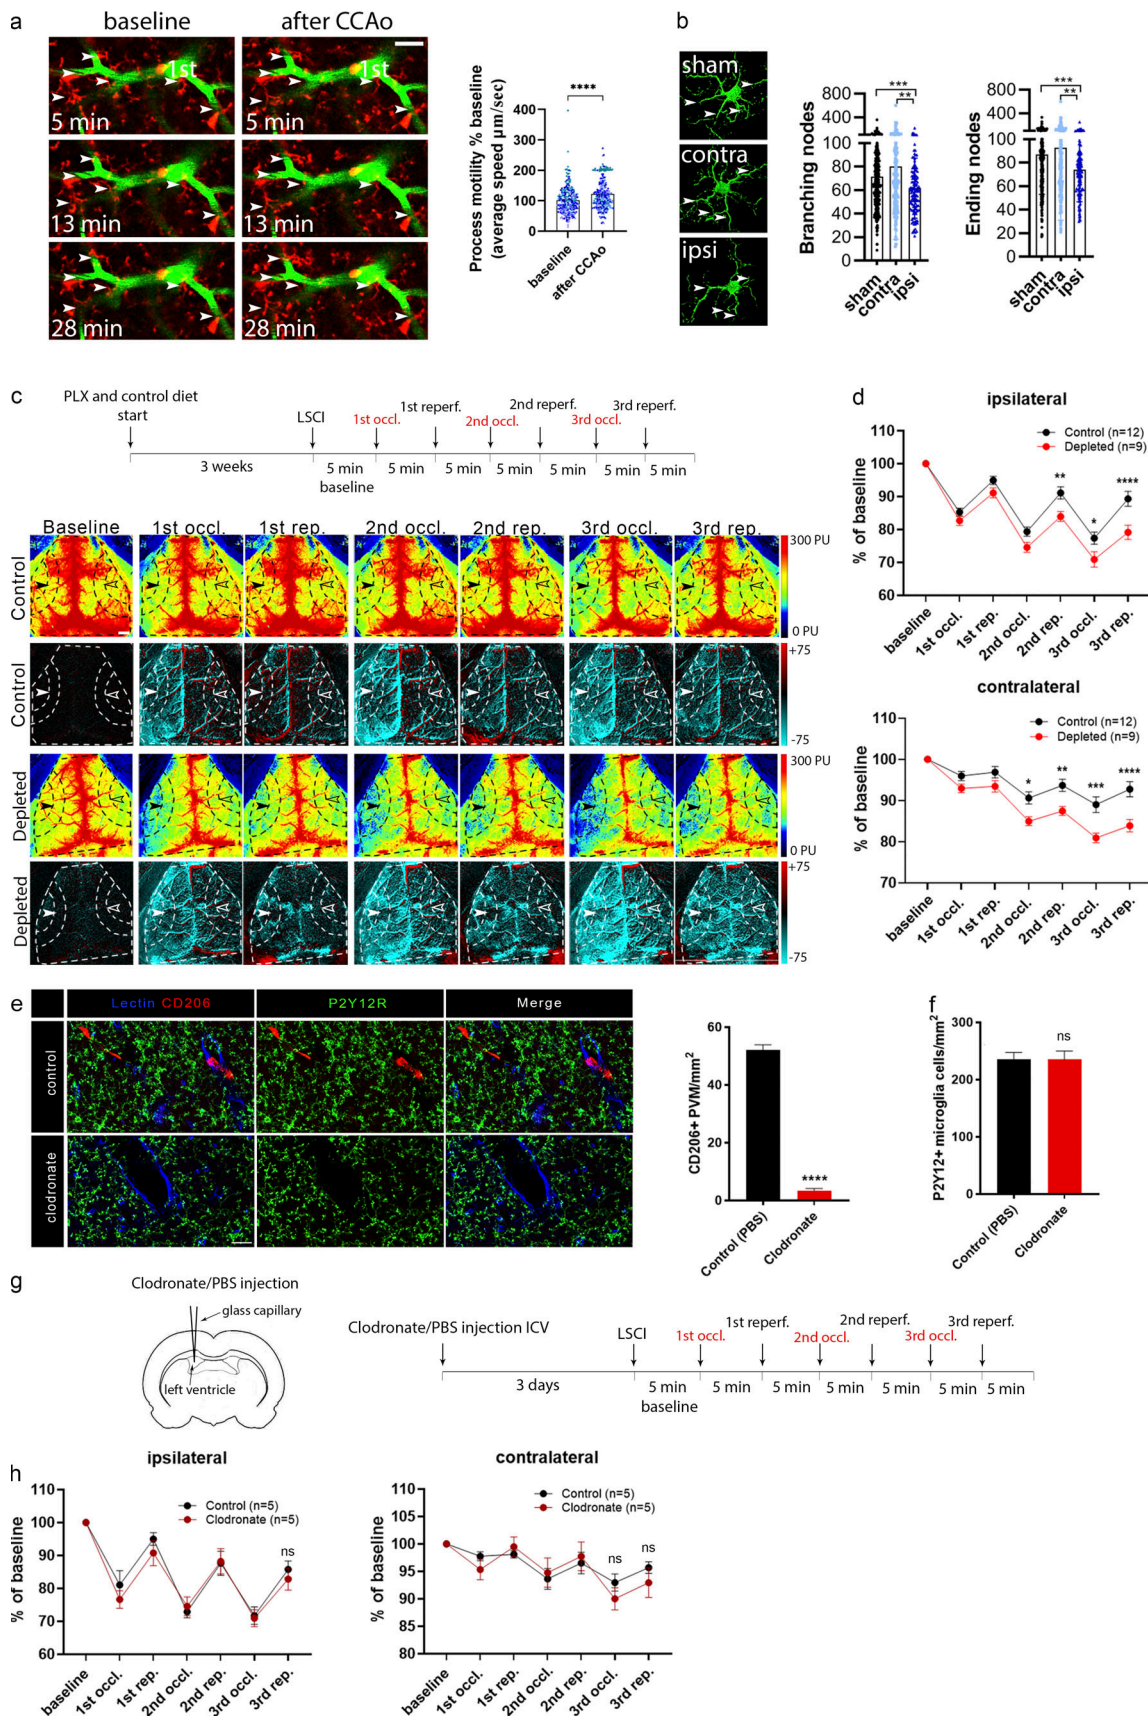 a
baseline
after CCAo
1st
1st
5 min
5 min
13 min
13 min
28 min
28 min
Process motility % baseline
(average speed µm/sec)
400
300
200
100
0
****
baseline
after CCAo
b
sham
contra
ipsi
Branching nodes
800
400
100
80
60
40
20
0
***
**
sham
contra
ipsi
Ending nodes
800
400
100
80
60
40
20
0
***
**
sham
contra
ipsi
c
PLX and control diet
start
LSCI
1st occl.
1st reperf.
2nd occl.
2nd reperf.
3rd occl.
3rd reperf.
3 weeks
5 min
5 min
5 min
5 min
5 min
5 min
5 min
baseline
Baseline
1st occl.
1st rep.
2nd occl.
2nd rep.
3rd occl.
3rd rep.
Control
300 PU
0 PU
Control
+75
-75
Depleted
300 PU
0 PU
Depleted
+75
-75
d
ipsilateral
Control (n=12)
Depleted (n=9)
% of baseline
110
100
90
80
70
60
**
*
****
baseline
1st occl.
1st rep.
2nd occl.
2nd rep.
3rd occl.
3rd rep.
contralateral
Control (n=12)
Depleted (n=9)
% of baseline
110
100
90
80
70
*
**
***
****
baseline
1st occl.
1st rep.
2nd occl.
2nd rep.
3rd occl.
3rd rep.
e
Lectin CD206
P2Y12R
Merge
control
clodronate
CD206+ PVM/mm²
60
40
20
0
****
Control (PBS)
Clodronate
f
P2Y12+ microglia cells/mm²
300
200
100
0
ns
Control (PBS)
Clodronate
g
Clodronate/PBS injection
glass capillary
left ventricle
Clodronate/PBS injection ICV
LSCI
1st occl.
1st reperf.
2nd occl.
2nd reperf.
3rd occl.
3rd reperf.
3 days
5 min
5 min
5 min
5 min
5 min
5 min
5 min
baseline
h
ipsilateral
Control (n=5)
Clodronate (n=5)
% of baseline
110
100
90
80
70
60
ns
baseline
1st occl.
1st rep.
2nd occl.
2nd rep.
3rd occl.
3rd rep.
contralateral
Control (n=5)
Clodronate (n=5)
% of baseline
110
105
100
95
90
85
80
ns
ns
baseline
1st occl.
1st rep.
2nd occl.
2nd rep.
3rd occl.
3rd rep.